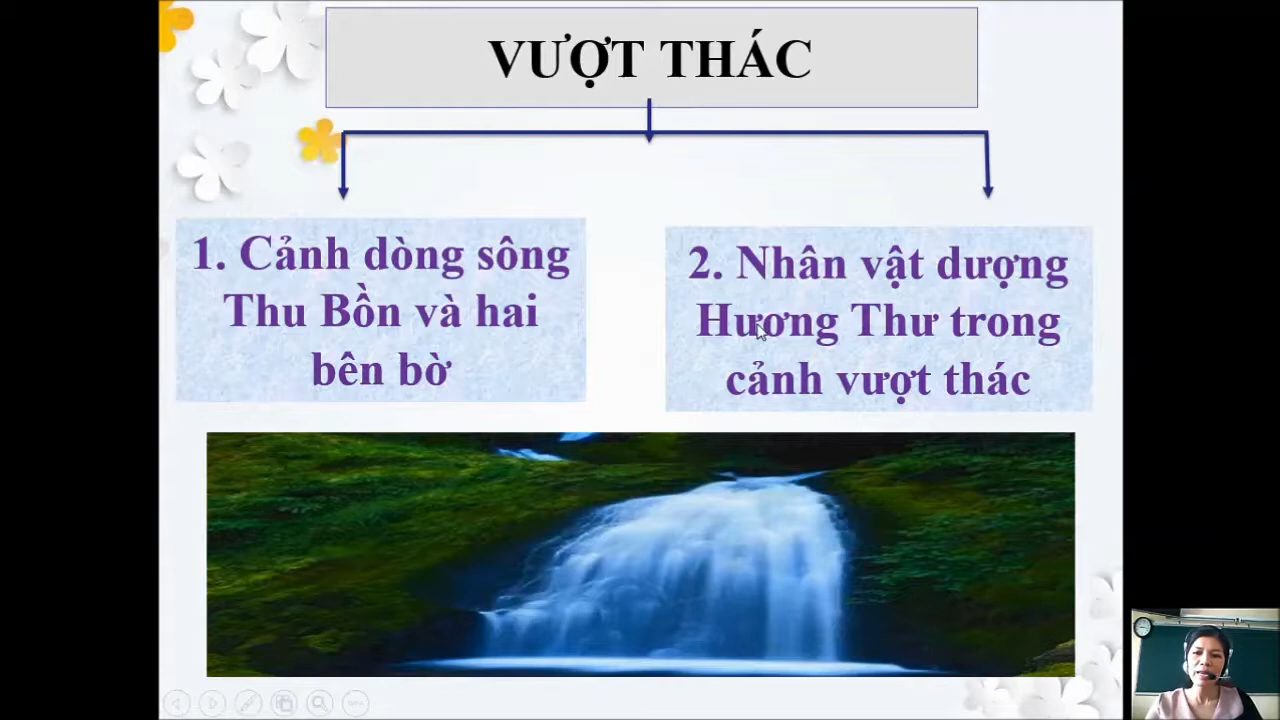 VƯỢT THÁC
1. Cảnh dòng sông
Thu Bồn và hai
bên bờ
2. Nhân vật dượng
Hương Thư trong
cảnh vượt thác